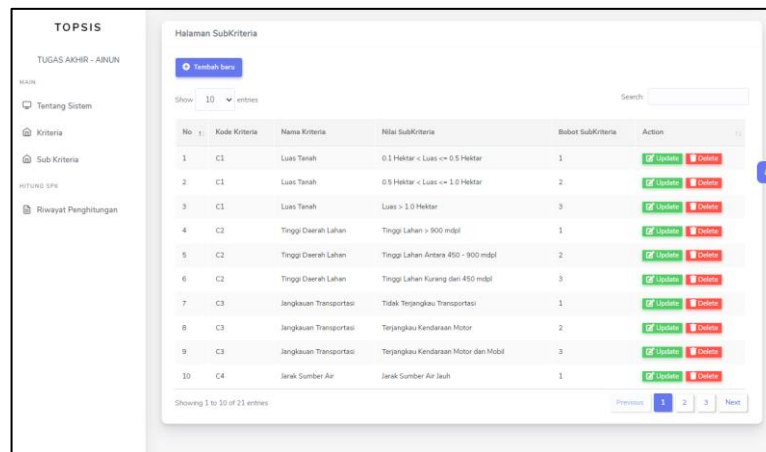 TOPSIS
TUGAS AKHIR - AINUN
MAIN
Tentang Sistem
Kriteria
Sub Kriteria
HITUNG SPK
Riwayat Penghitungan
Halaman SubKriteria
Tambah baru
Show 10 entries
Search:
No Kode Kriteria Nama Kriteria Nilai SubKriteria Bobot SubKriteria Action
1 C1 Luas Tanah 0.1 Hektar < Luas <= 0.5 Hektar 1 Update Delete
2 C1 Luas Tanah 0.5 Hektar < Luas <= 1.0 Hektar 2 Update Delete
3 C1 Luas Tanah Luas > 1.0 Hektar 3 Update Delete
4 C2 Tinggi Daerah Lahan Tinggi Lahan > 900 mdpl 1 Update Delete
5 C2 Tinggi Daerah Lahan Tinggi Lahan Antara 450 - 900 mdpl 2 Update Delete
6 C2 Tinggi Daerah Lahan Tinggi Lahan Kurang dari 450 mdpl 3 Update Delete
7 C3 Jangkauan Transportasi Tidak Terjangkau Transportasi 1 Update Delete
8 C3 Jangkauan Transportasi Terjangkau Kendaraan Motor 2 Update Delete
9 C3 Jangkauan Transportasi Terjangkau Kendaraan Motor dan Mobil 3 Update Delete
10 C4 Jarak Sumber Air Jarak Sumber Air Jauh 1 Update Delete
Showing 1 to 10 of 21 entries
Previous 1 2 3 Next